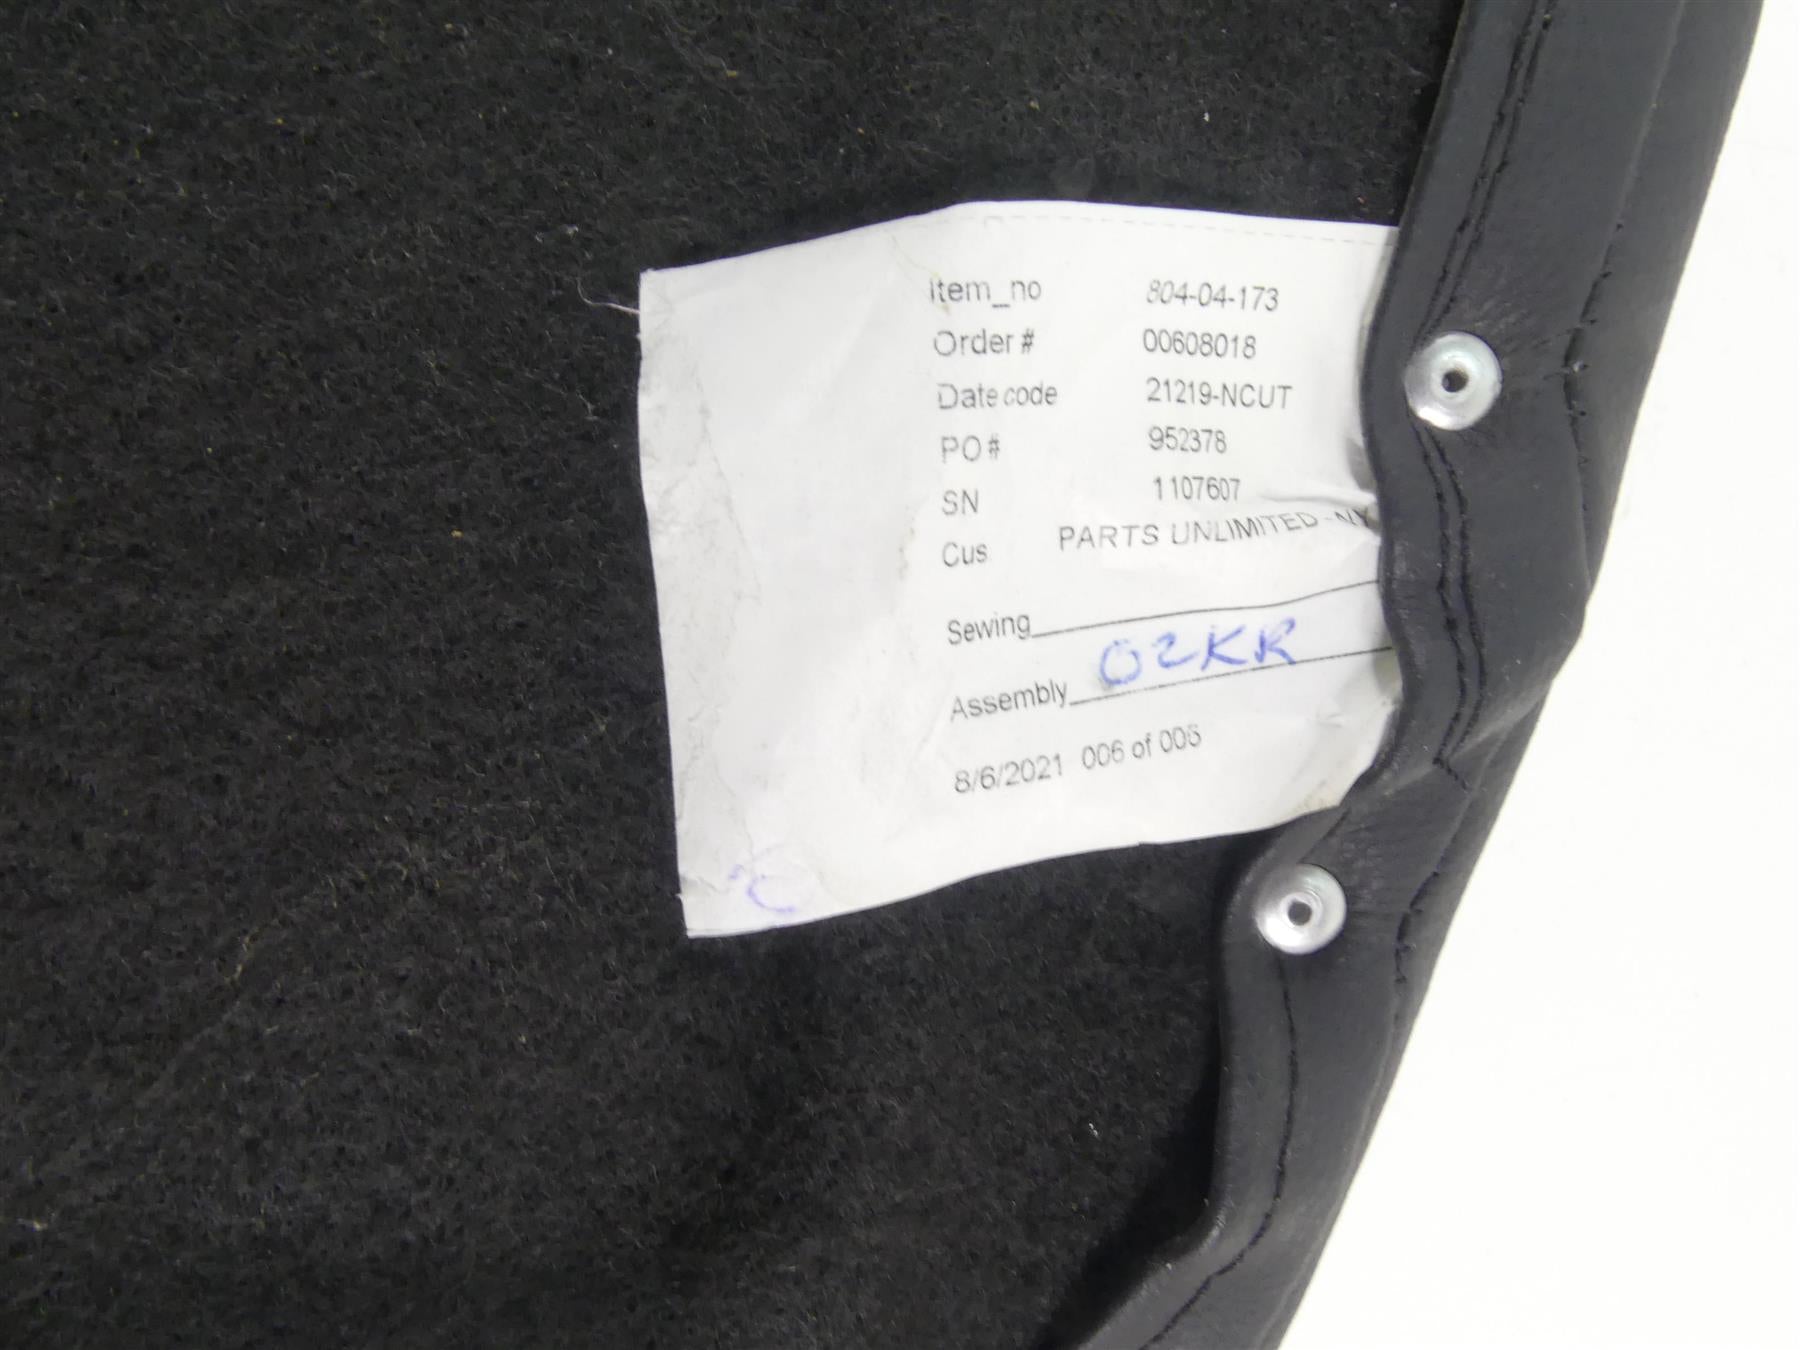 Item_no 804-04-173
Order # 00608018
Date code 21219-NCUT
PO # 952378
SN 1107607
Cus PARTS UNLIMITED - NY
Sewing
Assembly O2KR
8/6/2021 006 of 006